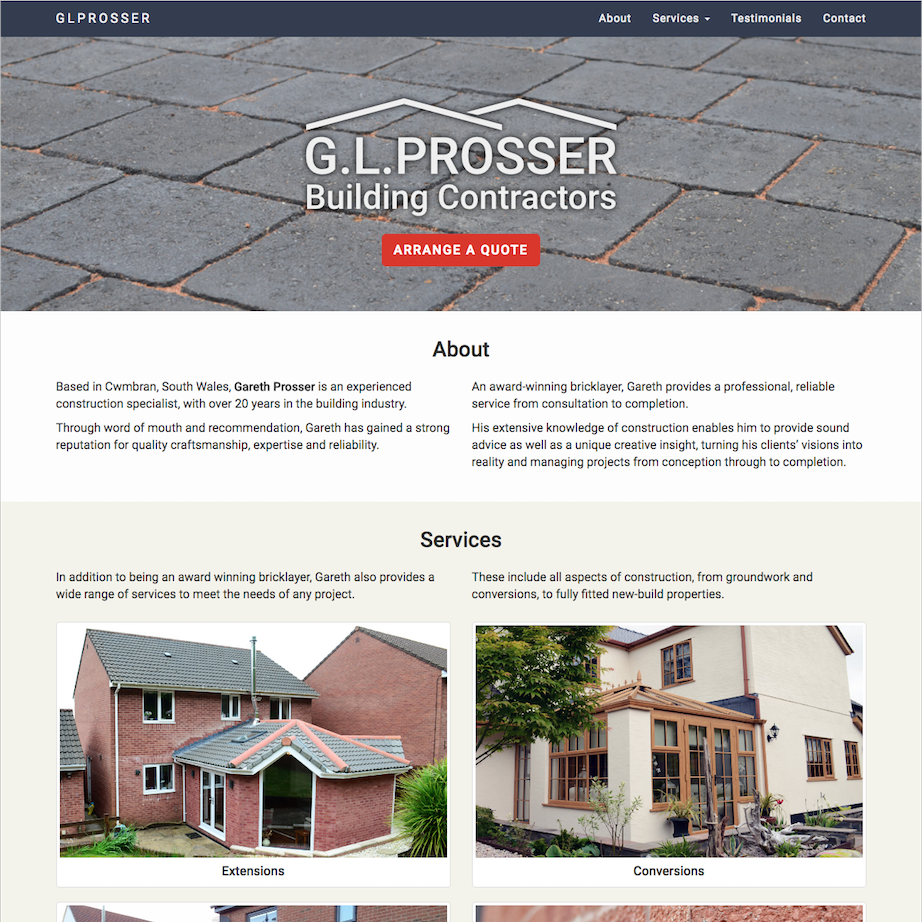 GLPROSSER
About Services Testimonials Contact
G.L.PROSSER
Building Contractors
ARRANGE A QUOTE
About
Based in Cwmbran, South Wales, Gareth Prosser is an experienced
construction specialist, with over 20 years in the building industry.
Through word of mouth and recommendation, Gareth has gained a strong
reputation for quality craftsmanship, expertise and reliability.
An award-winning bricklayer, Gareth provides a professional, reliable
service from consultation to completion.
His extensive knowledge of construction enables him to provide sound
advice as well as a unique creative insight, turning his clients’ visions into
reality and managing projects from conception through to completion.
Services
In addition to being an award winning bricklayer, Gareth also provides a
wide range of services to meet the needs of any project.
These include all aspects of construction, from groundwork and
conversions, to fully fitted new-build properties.
Extensions
Conversions